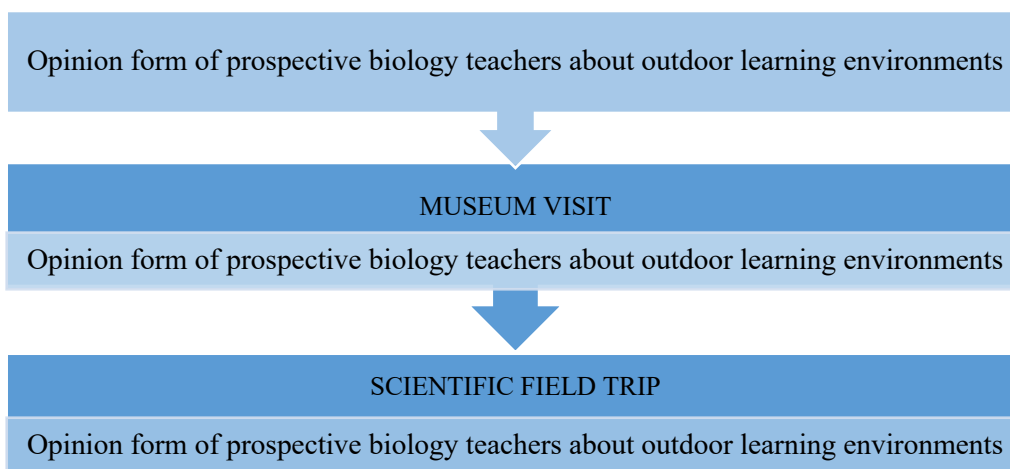 Opinion form of prospective biology teachers about outdoor learning environments
MUSEUM VISIT
Opinion form of prospective biology teachers about outdoor learning environments
SCIENTIFIC FIELD TRIP
Opinion form of prospective biology teachers about outdoor learning environments